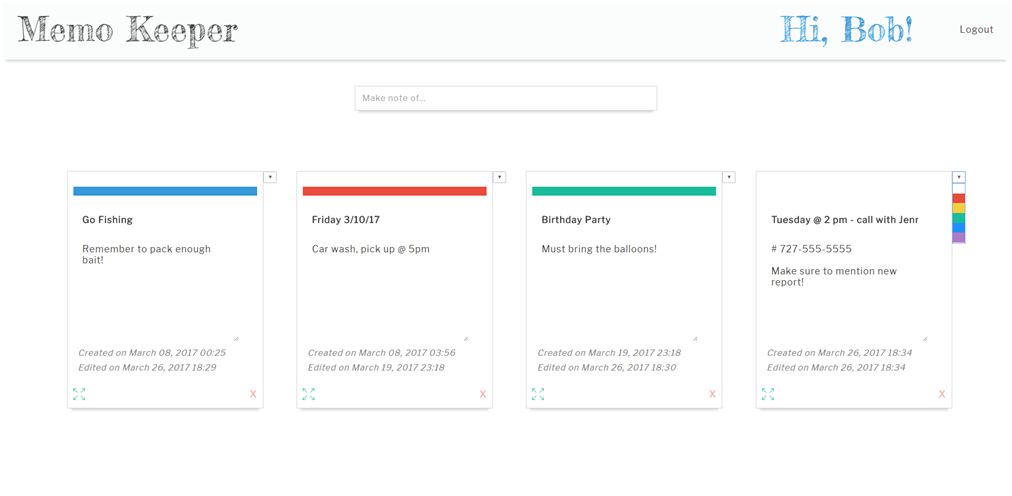 Memo Keeper
Hi, Bob!
Logout
Make note of...
Go Fishing
Remember to pack enough
bait!
Created on March 08, 2017 00:25
Edited on March 26, 2017 18:29
X
Friday 3/10/17
Car wash, pick up @ 5pm
Created on March 08, 2017 03:56
Edited on March 19, 2017 23:18
X
Birthday Party
Must bring the balloons!
Created on March 19, 2017 23:18
Edited on March 26, 2017 18:30
X
Tuesday @ 2 pm - call with Jenr
# 727-555-5555
Make sure to mention new
report!
Created on March 26, 2017 18:34
Edited on March 26, 2017 18:34
X